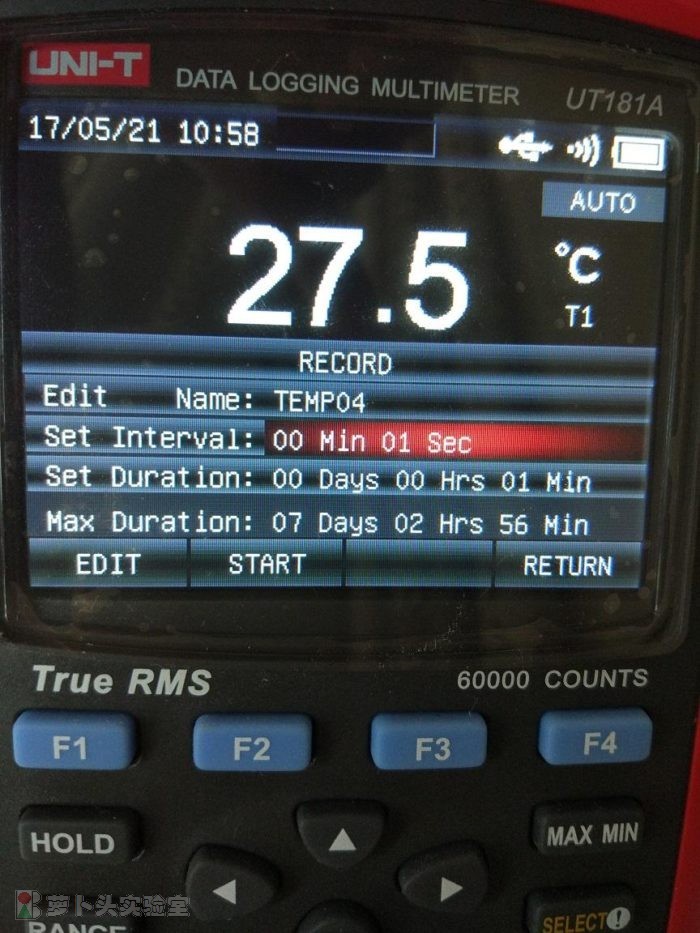 UNI-T
DATA LOGGING MULTIMETER UT181A
17/05/21 10:58
AUTO
27.5 °C
T1
RECORD
Edit Name: TEMP04
Set Interval: 00 Min 01 Sec
Set Duration: 00 Days 00 Hrs 01 Min
Max Duration: 07 Days 02 Hrs 56 Min
EDIT START RETURN
True RMS 60000 COUNTS
F1 F2 F3 F4
HOLD MAX MIN
萝卜头实验室
RANGE SELECT